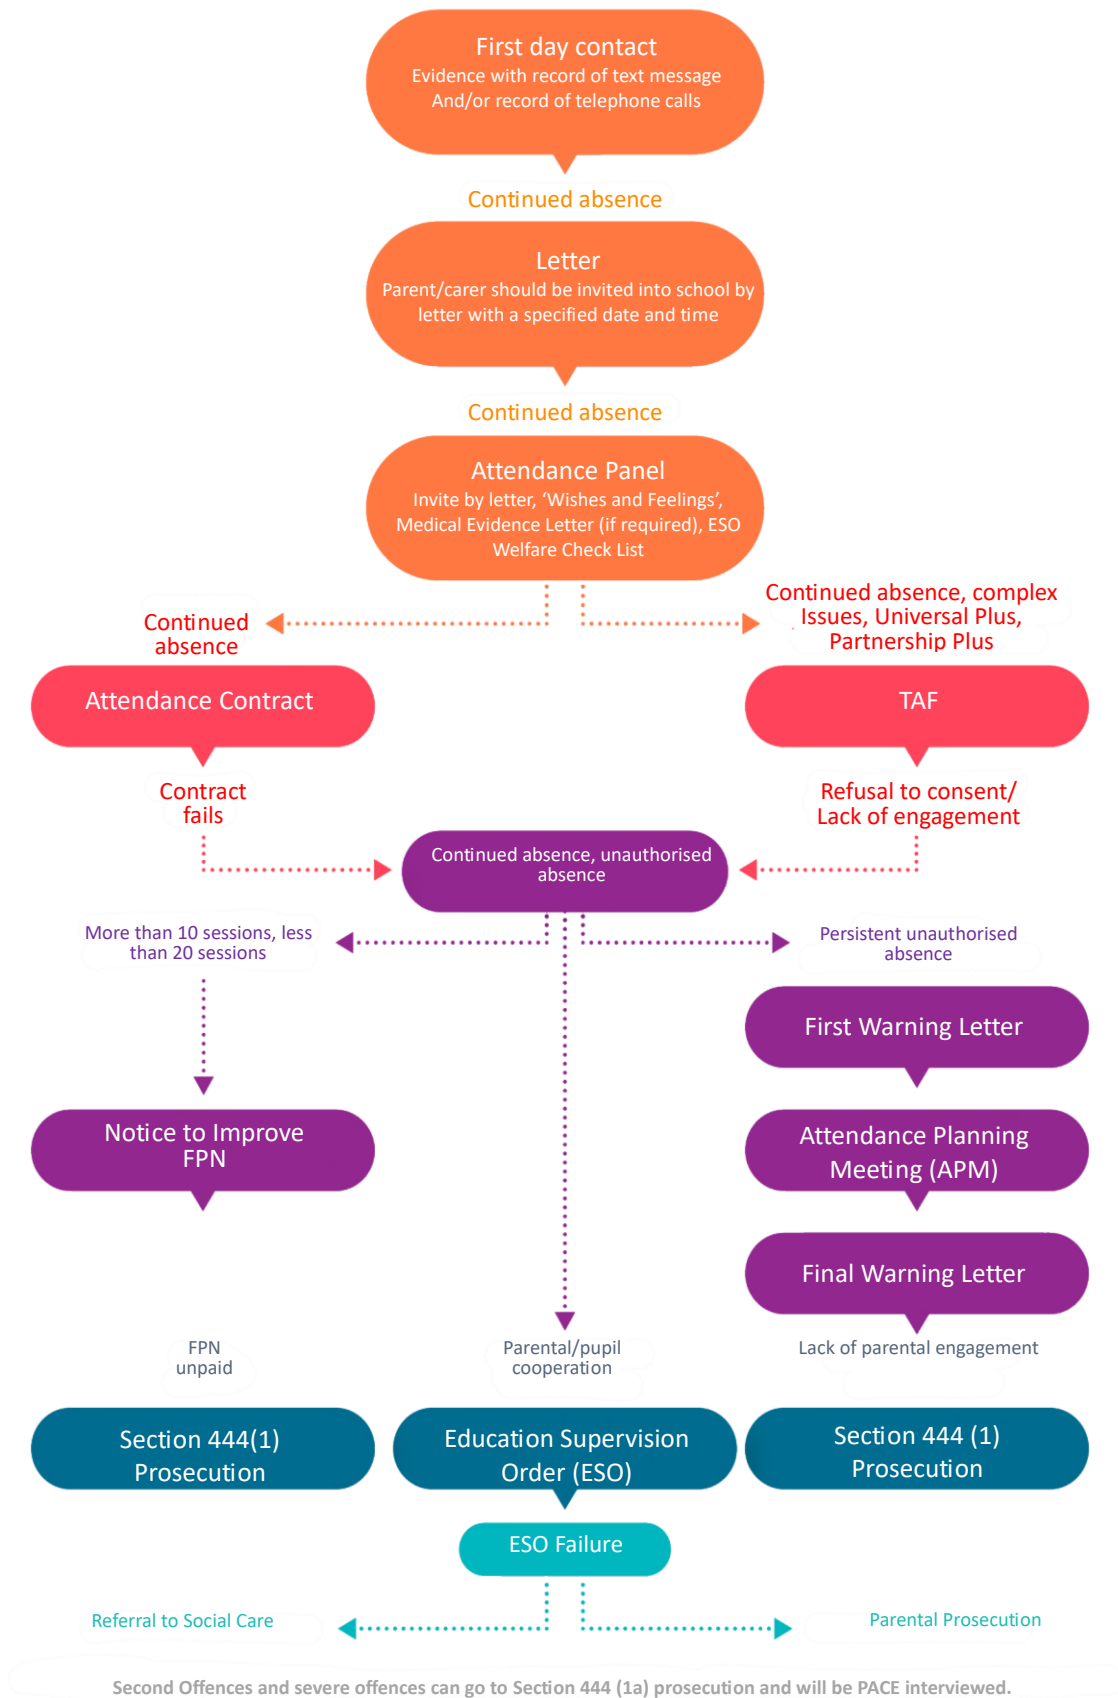 First day contact
Evidence with record of text message
And/or record of telephone calls
Continued absence
Letter
Parent/carer should be invited into school by
letter with a specified date and time
Continued absence
Attendance Panel
Invite by letter, ‘Wishes and Feelings’,
Medical Evidence Letter (if required), ESO
Welfare Check List
Continued
absence
Continued absence, complex
Issues, Universal Plus,
Partnership Plus
Attendance Contract
TAF
Contract
fails
Refusal to consent/
Lack of engagement
Continued absence, unauthorised
absence
More than 10 sessions, less
than 20 sessions
Persistent unauthorised
absence
First Warning Letter
Notice to Improve
FPN
Attendance Planning
Meeting (APM)
Final Warning Letter
FPN
unpaid
Parental/pupil
cooperation
Lack of parental engagement
Section 444(1)
Prosecution
Education Supervision
Order (ESO)
Section 444 (1)
Prosecution
ESO Failure
Referral to Social Care
Parental Prosecution
Second Offences and severe offences can go to Section 444 (1a) prosecution and will be PACE interviewed.